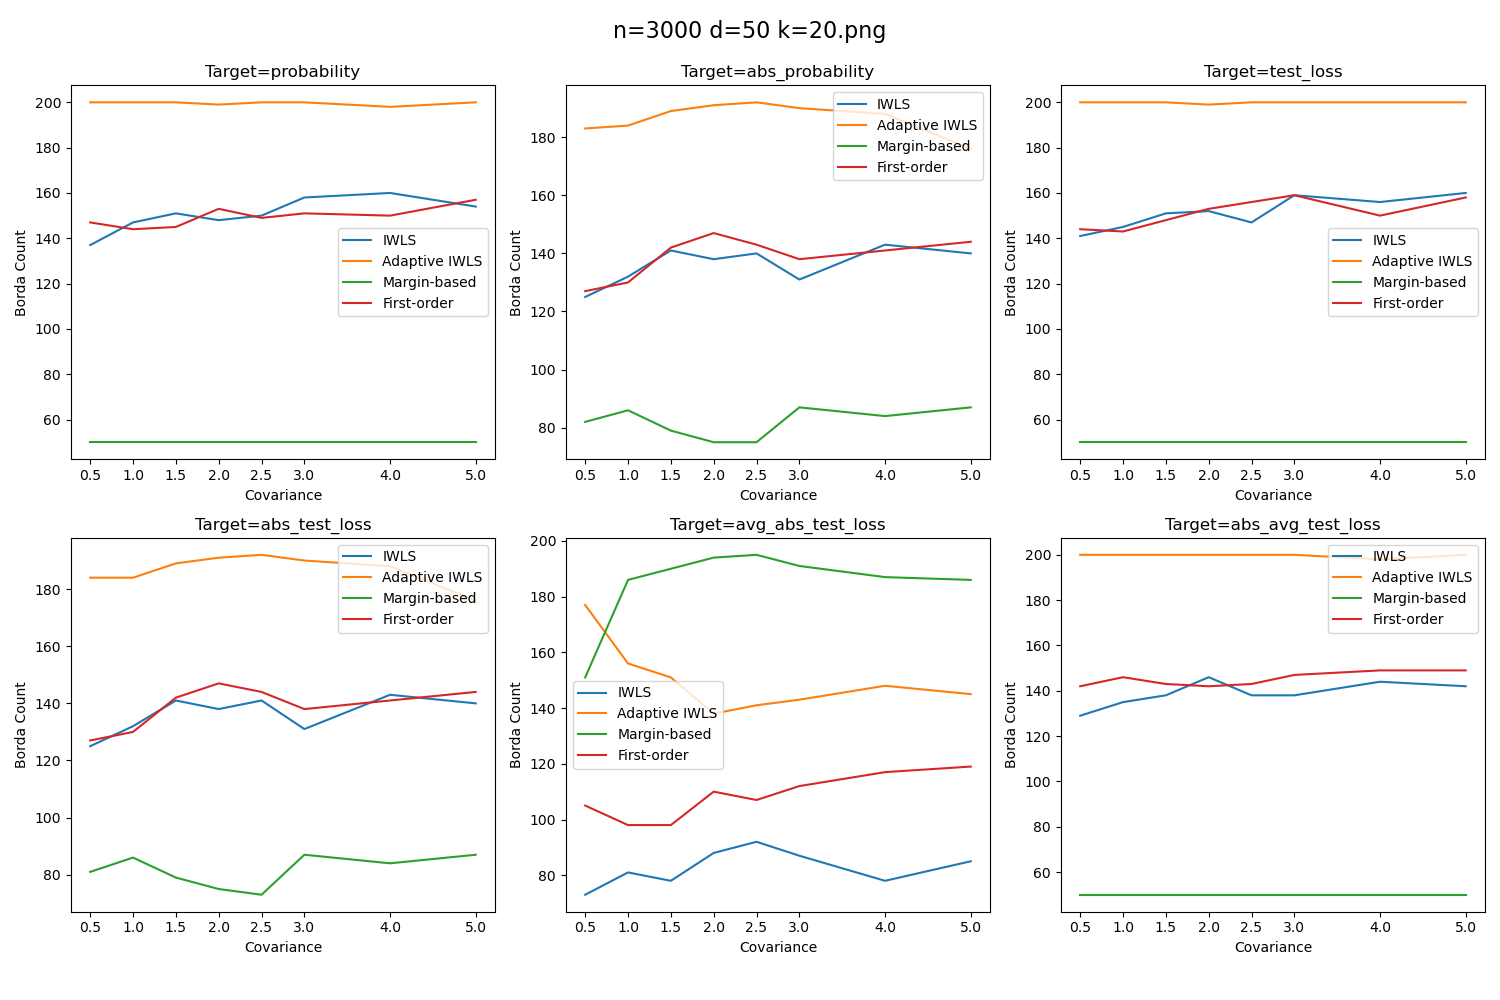 n=3000 d=50 k=20.png
Target=probability
Borda Count
200
180
160
140
120
100
80
60
IWLS
Adaptive IWLS
Margin-based
First-order
0.5 1.0 1.5 2.0 2.5 3.0 4.0 5.0
Covariance
Target=abs_probability
Borda Count
180
160
140
120
100
80
IWLS
Adaptive IWLS
Margin-based
First-order
0.5 1.0 1.5 2.0 2.5 3.0 4.0 5.0
Covariance
Target=test_loss
Borda Count
200
180
160
140
120
100
80
60
IWLS
Adaptive IWLS
Margin-based
First-order
0.5 1.0 1.5 2.0 2.5 3.0 4.0 5.0
Covariance
Target=abs_test_loss
Borda Count
180
160
140
120
100
80
IWLS
Adaptive IWLS
Margin-based
First-order
0.5 1.0 1.5 2.0 2.5 3.0 4.0 5.0
Covariance
Target=avg_abs_test_loss
Borda Count
200
180
160
140
120
100
80
IWLS
Adaptive IWLS
Margin-based
First-order
0.5 1.0 1.5 2.0 2.5 3.0 4.0 5.0
Covariance
Target=abs_avg_test_loss
Borda Count
200
180
160
140
120
100
80
60
IWLS
Adaptive IWLS
Margin-based
First-order
0.5 1.0 1.5 2.0 2.5 3.0 4.0 5.0
Covariance